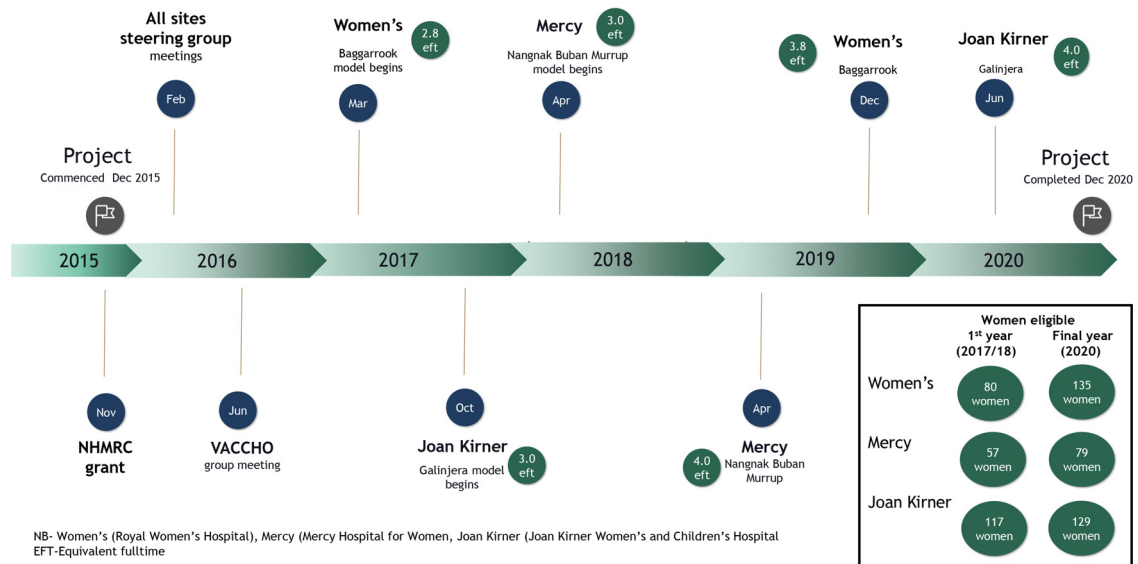 All sites
steering group
meetings
Feb
Women's
Baggarrook
model begins
2.8
eft
Mar
Mercy
Nangnak Buban Murrup
model begins
3.0
eft
Apr
3.8
eft
Women's
Baggarrook
Dec
Joan Kirner
Galinjera
4.0
eft
Jun
Project
Commenced Dec 2015
Project
Completed Dec 2020
2015
2016
2017
2018
2019
2020
Nov
NHMRC
grant
Jun
VACCHO
group meeting
Oct
Joan Kirner
Galinjera model
begins
3.0
eft
4.0
eft
Apr
Mercy
Nangnak Buban
Murrup
Women eligible
1st year
(2017/18)
Final year
(2020)
Women's
80
women
135
women
Mercy
57
women
79
women
Joan Kirner
117
women
129
women
NB- Women's (Royal Women's Hospital), Mercy (Mercy Hospital for Women, Joan Kirner (Joan Kirner Women's and Children's Hospital
EFT-Equivalent fulltime